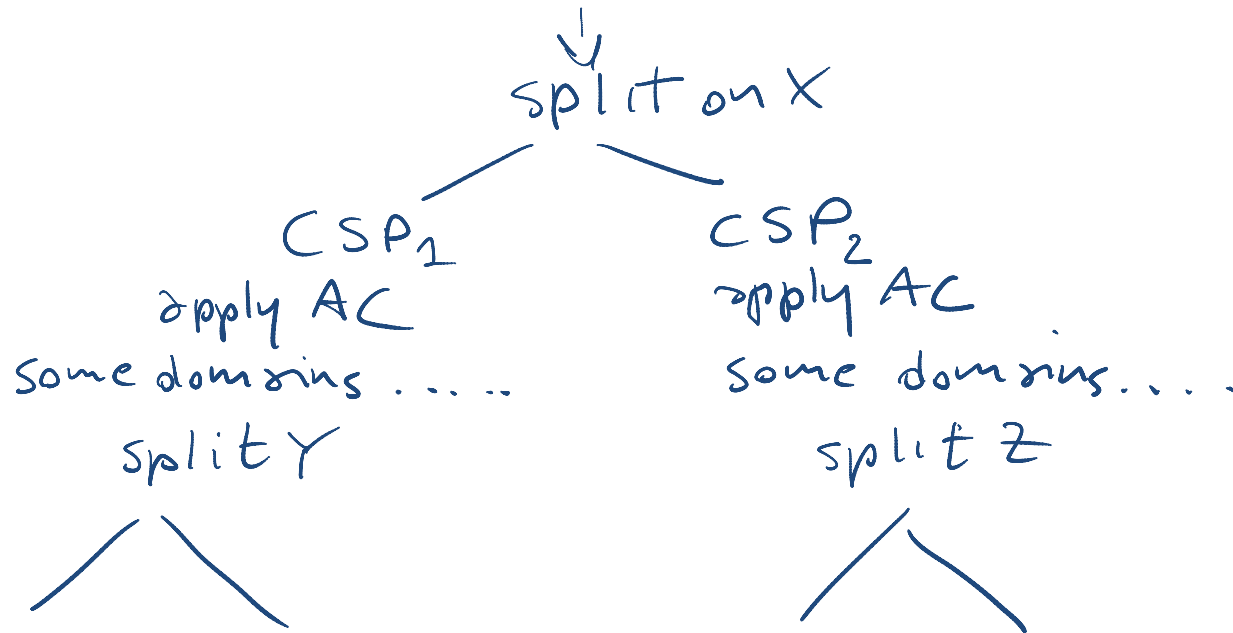 split on X
CSP1
CSP2
apply AC
apply AC
some domains .....
some domains....
split Y
split Z